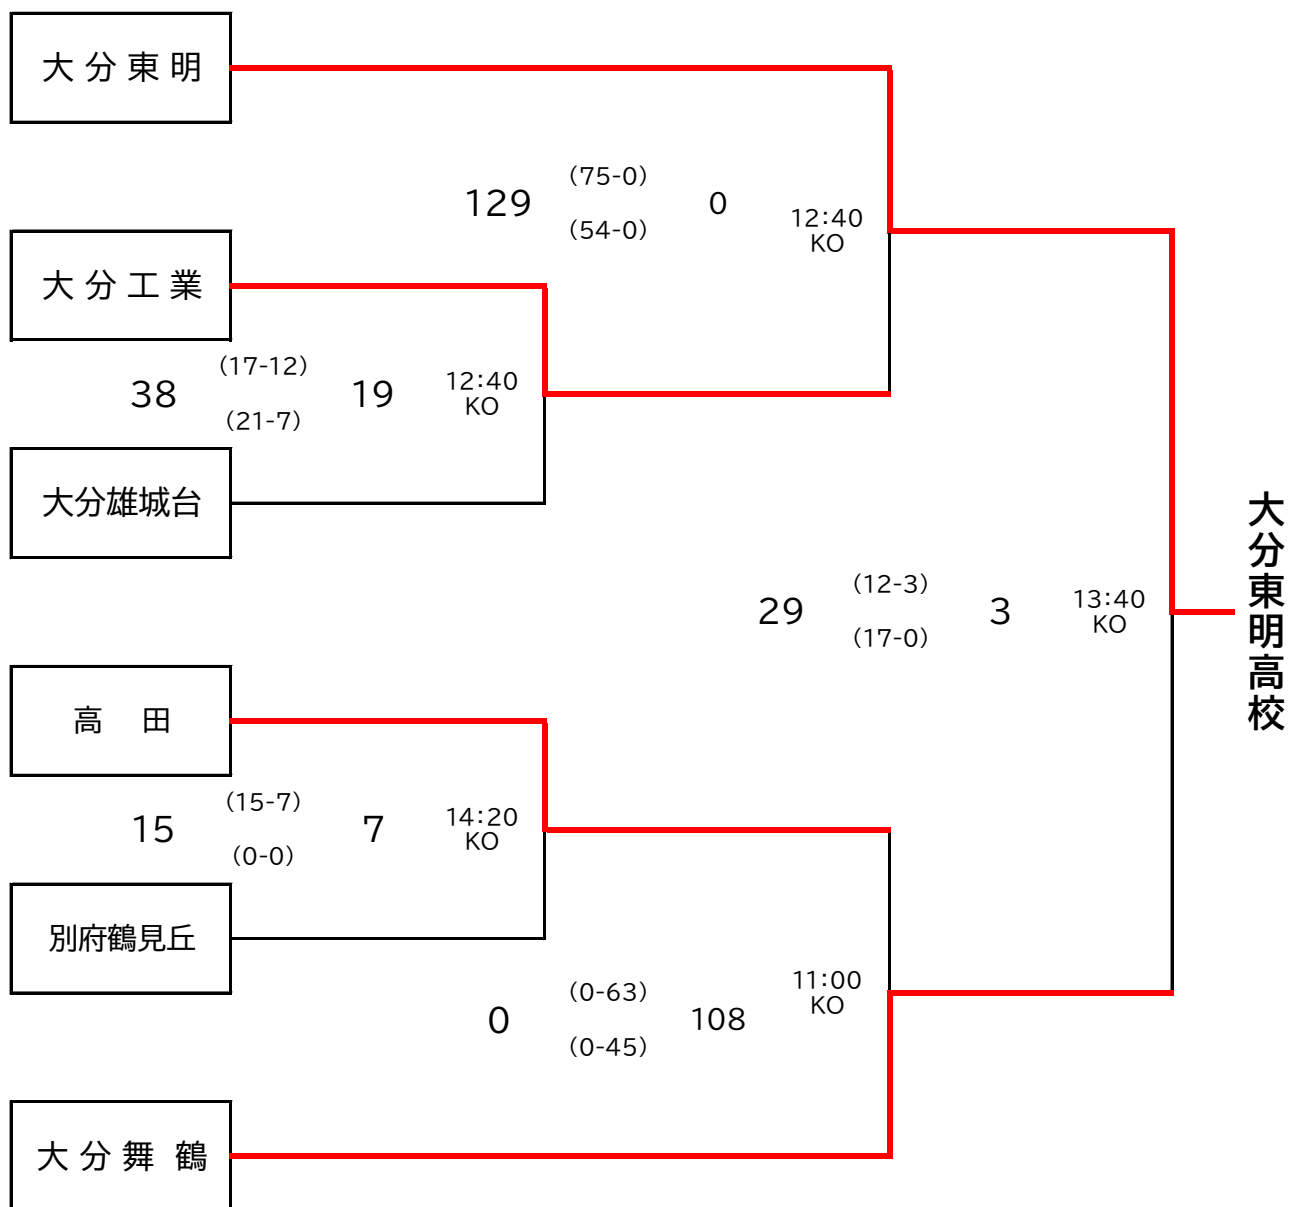 大分東明
129 (75-0) 0
(54-0)
12:40
KO
大分工業
38 (17-12) 19
(21-7)
12:40
KO
大分雄城台
29 (12-3) 3
(17-0)
13:40
KO
大分東明高校
高田
15 (15-7) 7
(0-0)
14:20
KO
別府鶴見丘
0 (0-63) 108
(0-45)
11:00
KO
大分舞鶴